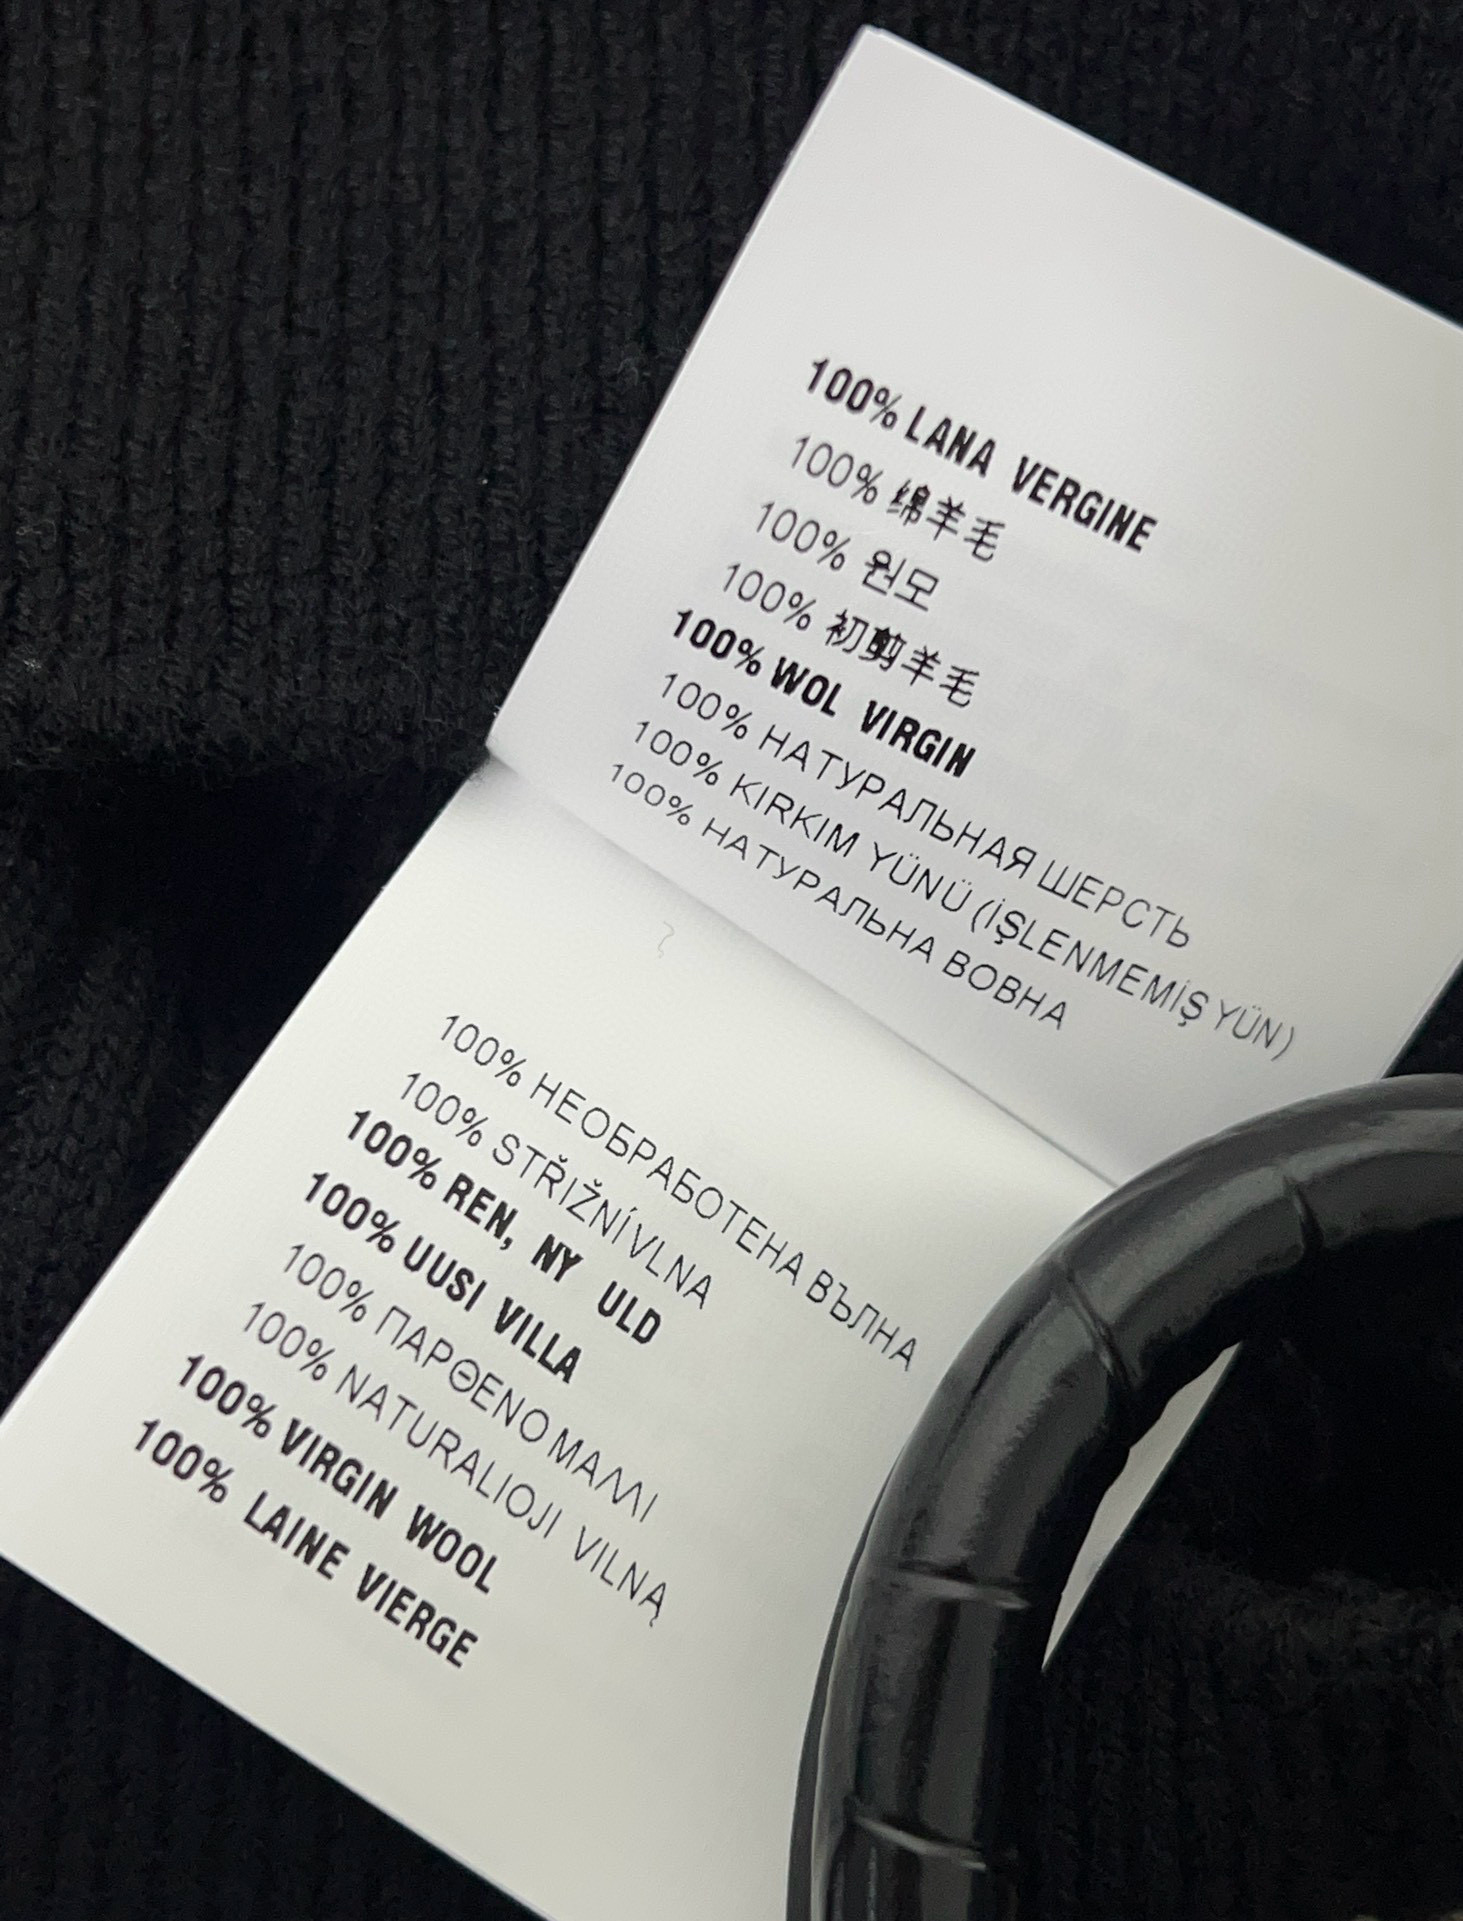 100% LANA VERGINE
100% 绵羊毛
100% 원모
100% 初剪羊毛
100% WOL VIRGIN
100% НАТУРАЛЬНАЯ ШЕРСТЬ
100% KIRKIM YÜNÜ (İŞLENMEMİŞ YÜN)
100% НАТУРАЛЬНА ВОВНА
100% НЕОБРАБОТЕНА ВЪЛНА
100% STŘIŽNÍ VLNA
100% REN, NY ULD
100% UUSI VILLA
100% ΠΑΡΘΕΝΟ ΜΑΛΛΙ
100% NATURALIOJI VILNĄ
100% VIRGIN WOOL
100% LAINE VIERGE